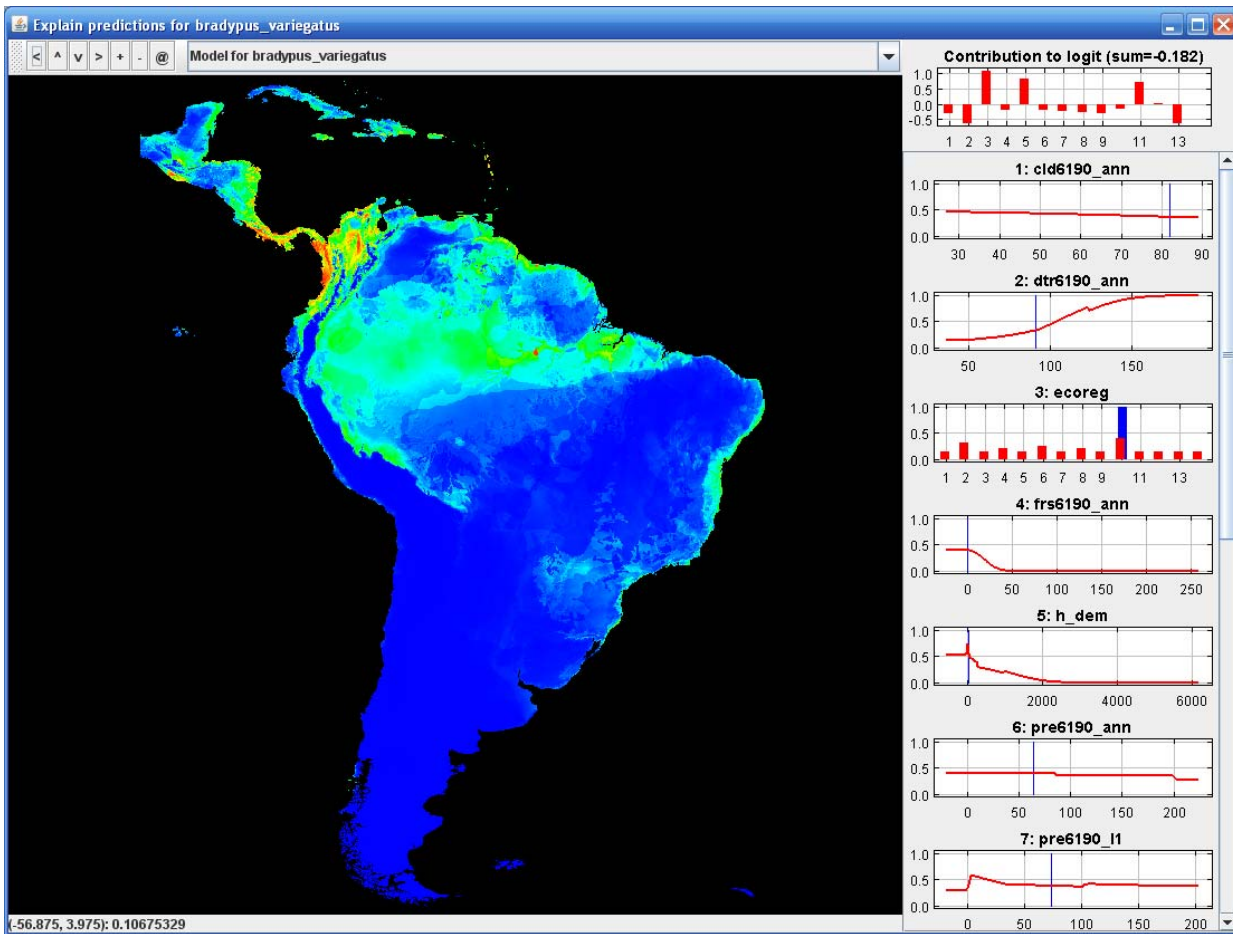 Explain predictions for bradypus_variegatus
< ^ v > + - @ Model for bradypus_variegatus
Contribution to logit (sum=-0.182)
1.0
0.5
0.0
-0.5
1 2 3 4 5 6 7 8 9 11 13
1: cld6190_ann
1.0
0.5
0.0
30 40 50 60 70 80 90
2: dtr6190_ann
1.0
0.5
0.0
50 100 150
3: ecoreg
1.0
0.5
0.0
1 2 3 4 5 6 7 8 9 11 13
4: frs6190_ann
1.0
0.5
0.0
0 50 100 150 200 250
5: h_dem
1.0
0.5
0.0
0 2000 4000 6000
6: pre6190_ann
1.0
0.5
0.0
0 50 100 150 200
7: pre6190_l1
1.0
0.5
0.0
0 50 100 150 200
(-56.875, 3.975): 0.10675329